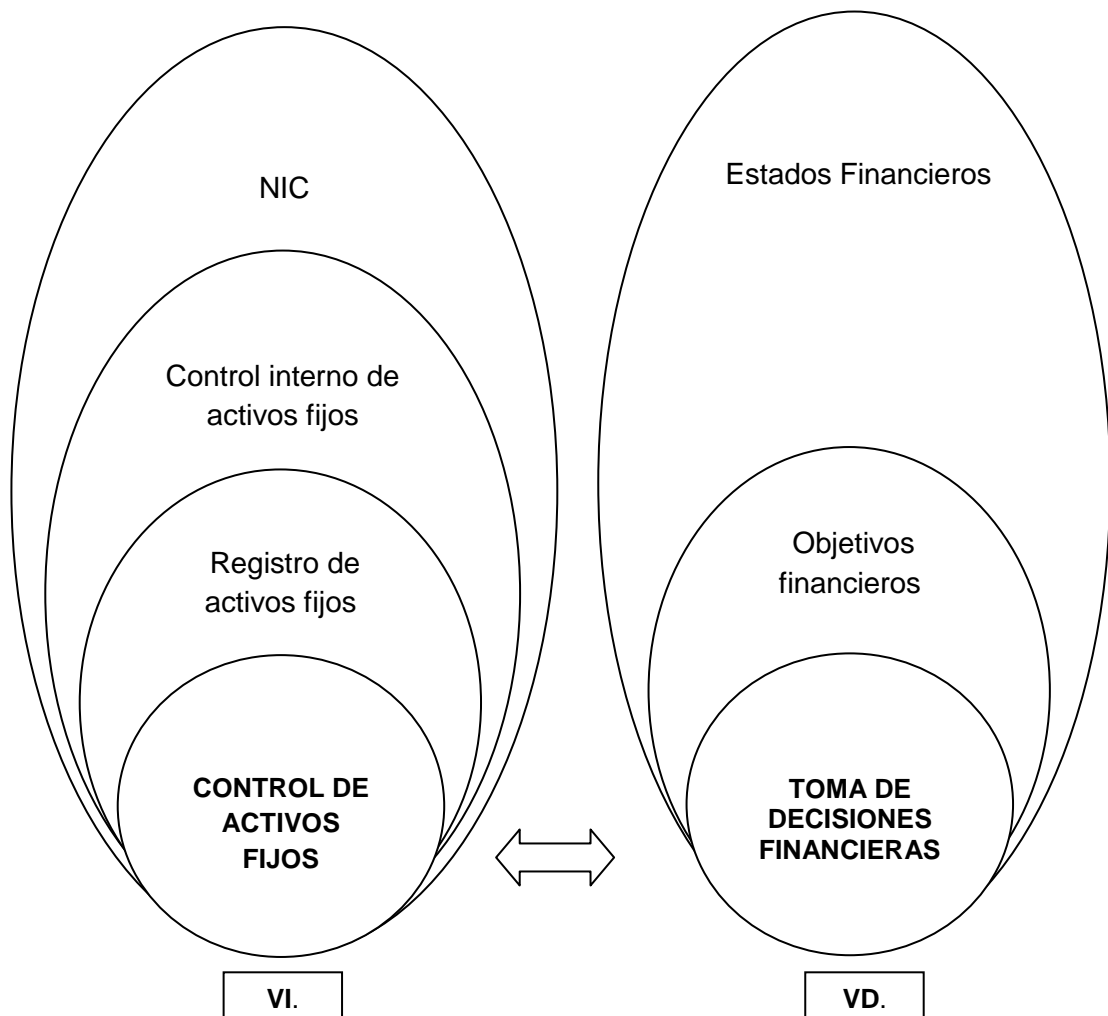 NIC
Control interno de
activos fijos
Registro de
activos fijos
CONTROL DE
ACTIVOS
FIJOS
VI.
Estados Financieros
Objetivos
financieros
TOMA DE
DECISIONES
FINANCIERAS
VD.